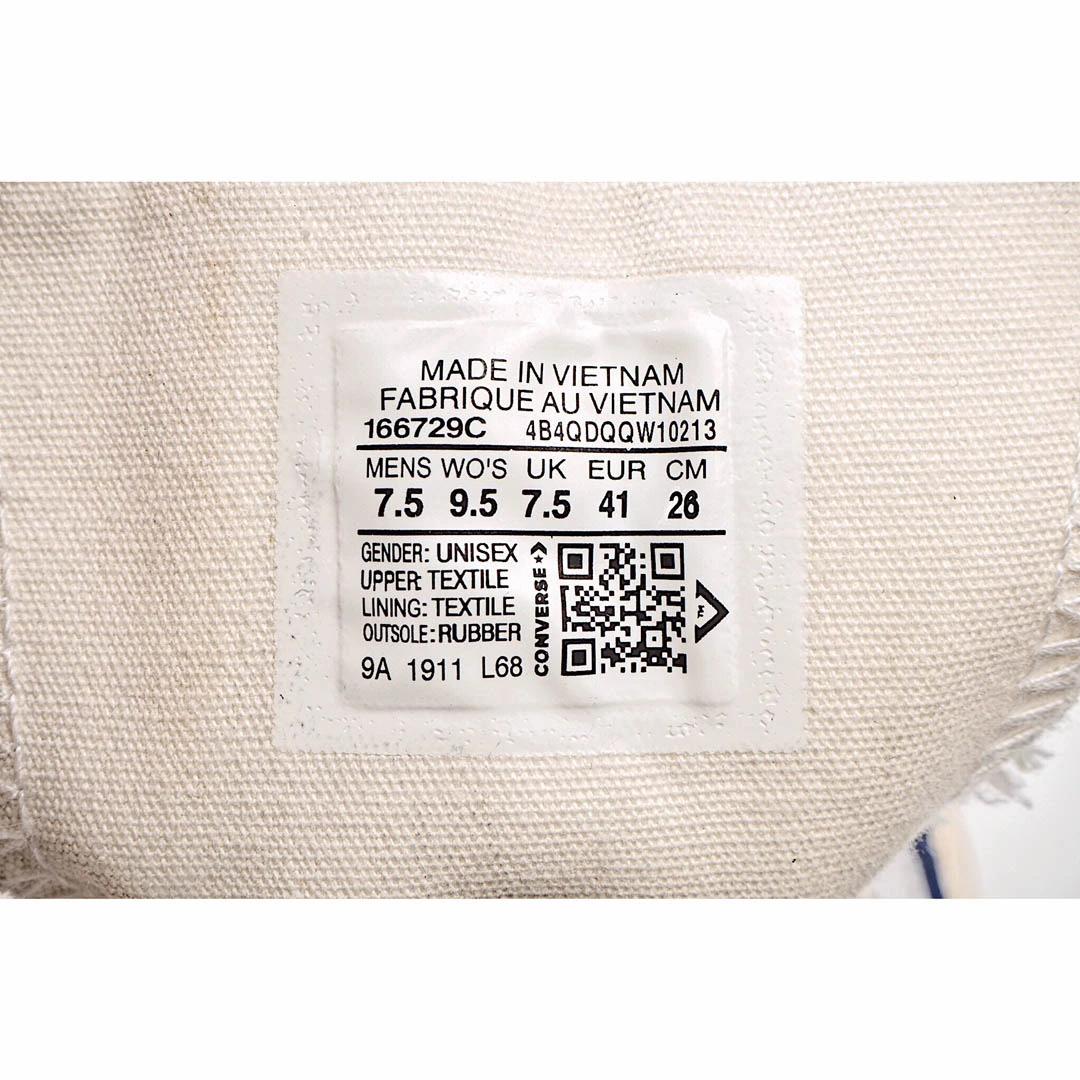 MADE IN VIETNAM
FABRIQUE AU VIETNAM
166729C 4B4QDQQW10213
MENS WO'S UK EUR CM
7.5 9.5 7.5 41 26
GENDER: UNISEX
UPPER: TEXTILE
LINING: TEXTILE
OUTSOLE: RUBBER
9A 1911 L68
CONVERSE
TM